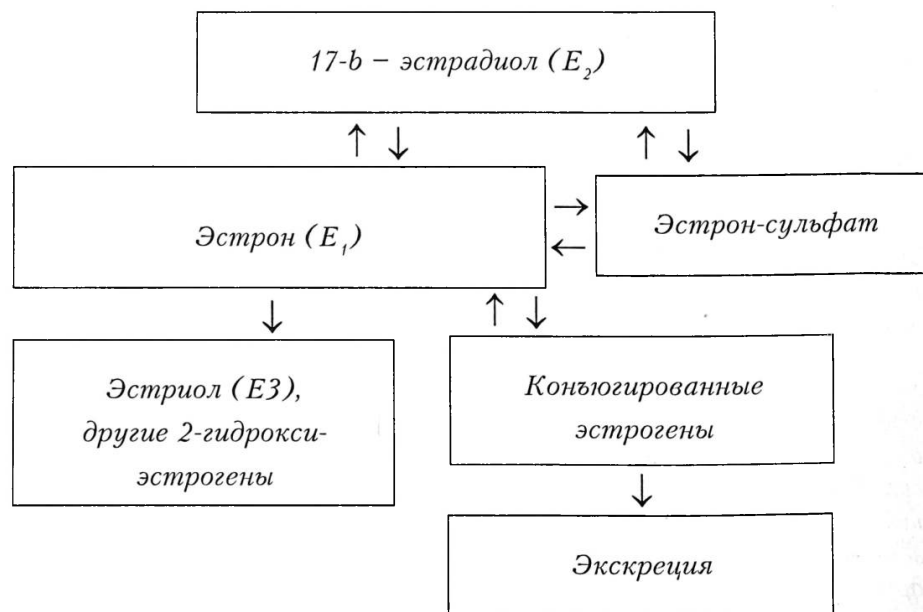 17-b – эстрадиол (E₂)
Эстрон (E₁)
Эстрон-сульфат
Эстриол (E3),
другие 2-гидрокси-
эстрогены
Конъюгированные
эстрогены
Экскреция